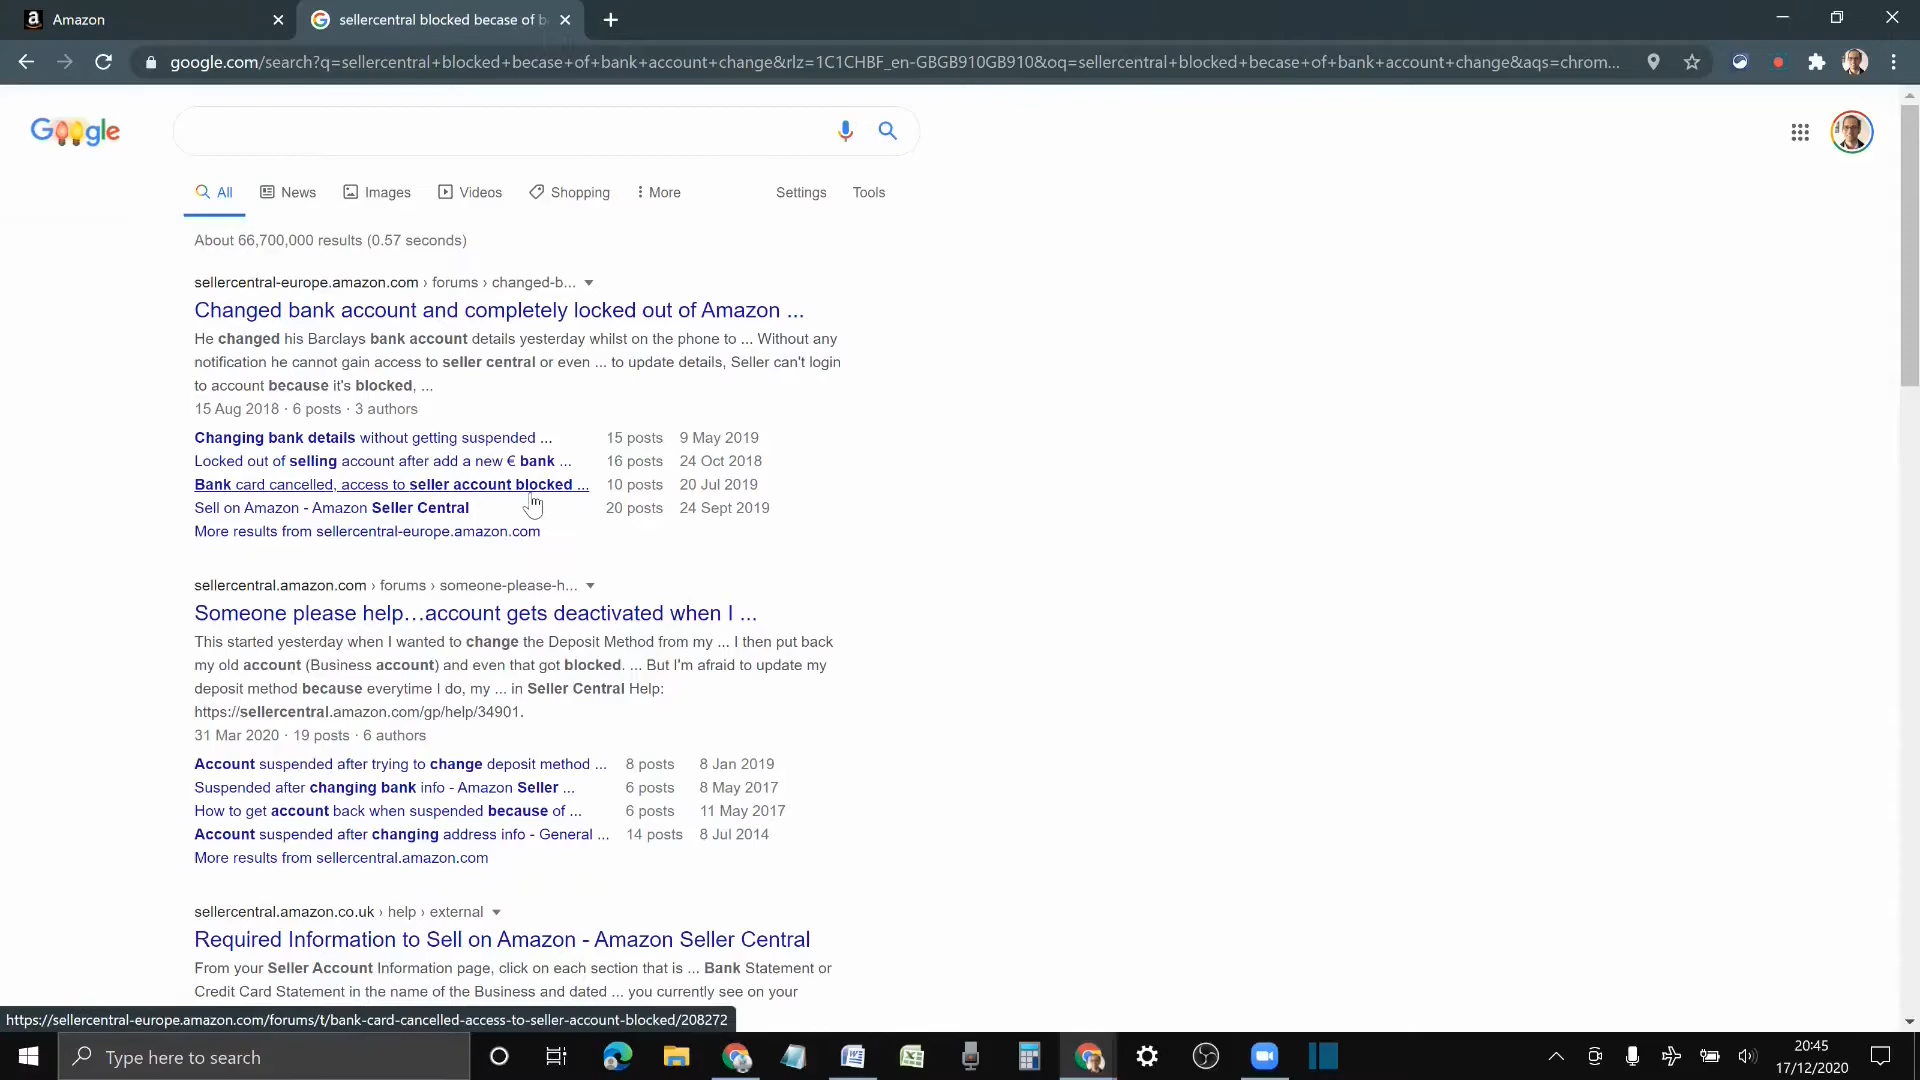 Amazon
sellercentral blocked becase of b
google.com/search?q=sellercentral+blocked+becase+of+bank+account+change&rlz=1C1CHBF_en-GBGB910GB910&oq=sellercentral+blocked+becase+of+bank+account+change&aqs=chrom...
Google
All News Images Videos Shopping More Settings Tools
About 66,700,000 results (0.57 seconds)
sellercentral-europe.amazon.com › forums › changed-b...
Changed bank account and completely locked out of Amazon ...
He changed his Barclays bank account details yesterday whilst on the phone to ... Without any
notification he cannot gain access to seller central or even ... to update details, Seller can't login
to account because it's blocked, ...
15 Aug 2018 · 6 posts · 3 authors
Changing bank details without getting suspended ... 15 posts 9 May 2019
Locked out of selling account after add a new € bank ... 16 posts 24 Oct 2018
Bank card cancelled, access to seller account blocked ... 10 posts 20 Jul 2019
Sell on Amazon - Amazon Seller Central 20 posts 24 Sept 2019
More results from sellercentral-europe.amazon.com
sellercentral.amazon.com › forums › someone-please-h...
Someone please help…account gets deactivated when I ...
This started yesterday when I wanted to change the Deposit Method from my ... I then put back
my old account (Business account) and even that got blocked. ... But I'm afraid to update my
deposit method because everytime I do, my ... in Seller Central Help:
https://sellercentral.amazon.com/gp/help/34901.
31 Mar 2020 · 19 posts · 6 authors
Account suspended after trying to change deposit method ... 8 posts 8 Jan 2019
Suspended after changing bank info - Amazon Seller ... 6 posts 8 May 2017
How to get account back when suspended because of ... 6 posts 11 May 2017
Account suspended after changing address info - General ... 14 posts 8 Jul 2014
More results from sellercentral.amazon.com
sellercentral.amazon.co.uk › help › external
Required Information to Sell on Amazon - Amazon Seller Central
From your Seller Account Information page, click on each section that is ... Bank Statement or
Credit Card Statement in the name of the Business and dated ... you currently see on your
https://sellercentral-europe.amazon.com/forums/t/bank-card-cancelled-access-to-seller-account-blocked/208272
Type here to search
20:45
17/12/2020